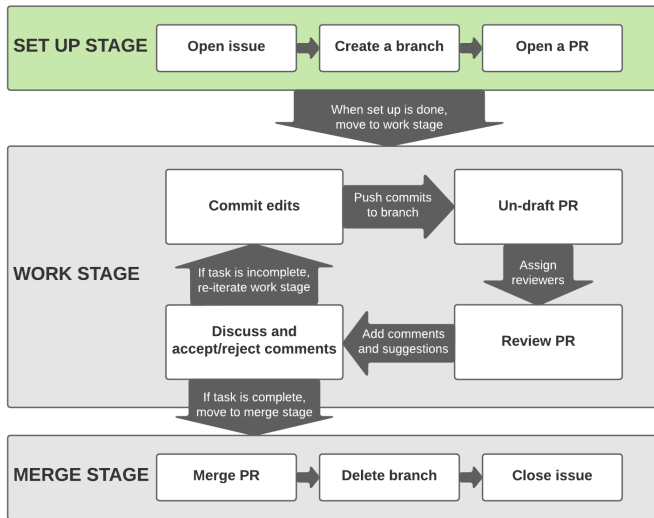 SET UP STAGE
Open issue
Create a branch
Open a PR
When set up is done,
move to work stage
WORK STAGE
Commit edits
Push commits
to branch
Un-draft PR
If task is incomplete,
re-iterate work stage
Assign
reviewers
Discuss and
accept/reject comments
Add comments
and suggestions
Review PR
If task is complete,
move to merge stage
MERGE STAGE
Merge PR
Delete branch
Close issue